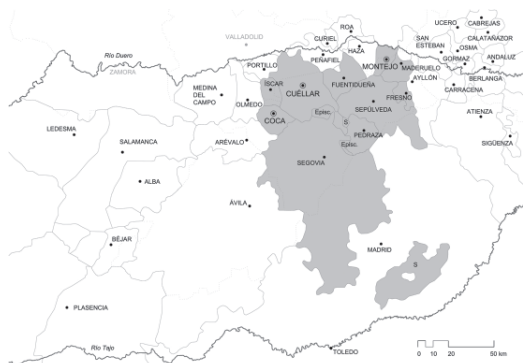 VALLADOLID
ROA
CURIEL
HAZA
PEÑAFIEL
UCERO
CABREJAS
CALATAÑAZOR
SAN
ESTEBAN
OSMA
GORMAZ
ANDALUZ
BERLANGA
Río Duero
ZAMORA
PORTILLO
MONTEJO
MADERUELO
AYLLÓN
CARRACENA
MEDINA
DEL
CAMPO
OLMEDO
ISCAR
CUÉLLAR
FUENTIDUEÑA
FRESNO
SEPÚLVEDA
ATIENZA
COCA
Episc.
S
LEDESMA
SALAMANCA
ARÉVALO
PEDRAZA
Episc.
SIGÜENZA
SEGOVIA
ALBA
ÁVILA
BÉJAR
MADRID
S
PLASENCIA
Río Tajo
TOLEDO
0 10 20 50 km